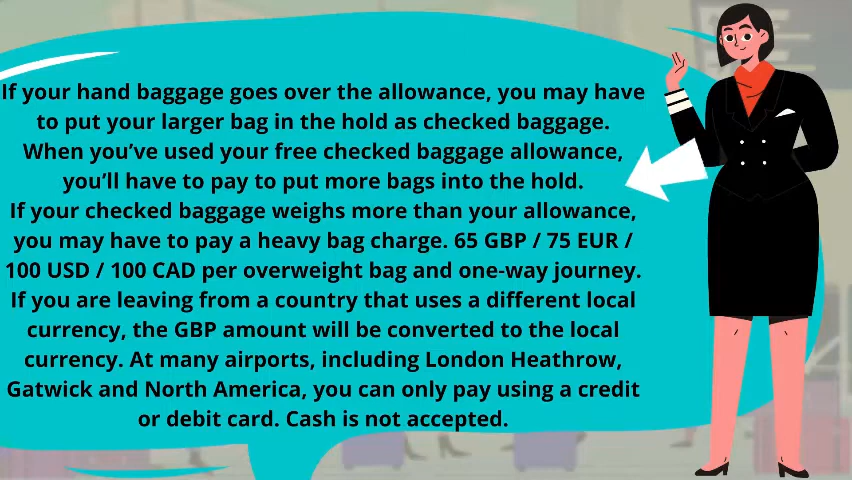 If your hand baggage goes over the allowance, you may have
to put your larger bag in the hold as checked baggage.
When you’ve used your free checked baggage allowance,
you’ll have to pay to put more bags into the hold.
If your checked baggage weighs more than your allowance,
you may have to pay a heavy bag charge. 65 GBP / 75 EUR /
100 USD / 100 CAD per overweight bag and one-way journey.
If you are leaving from a country that uses a different local
currency, the GBP amount will be converted to the local
currency. At many airports, including London Heathrow,
Gatwick and North America, you can only pay using a credit
or debit card. Cash is not accepted.